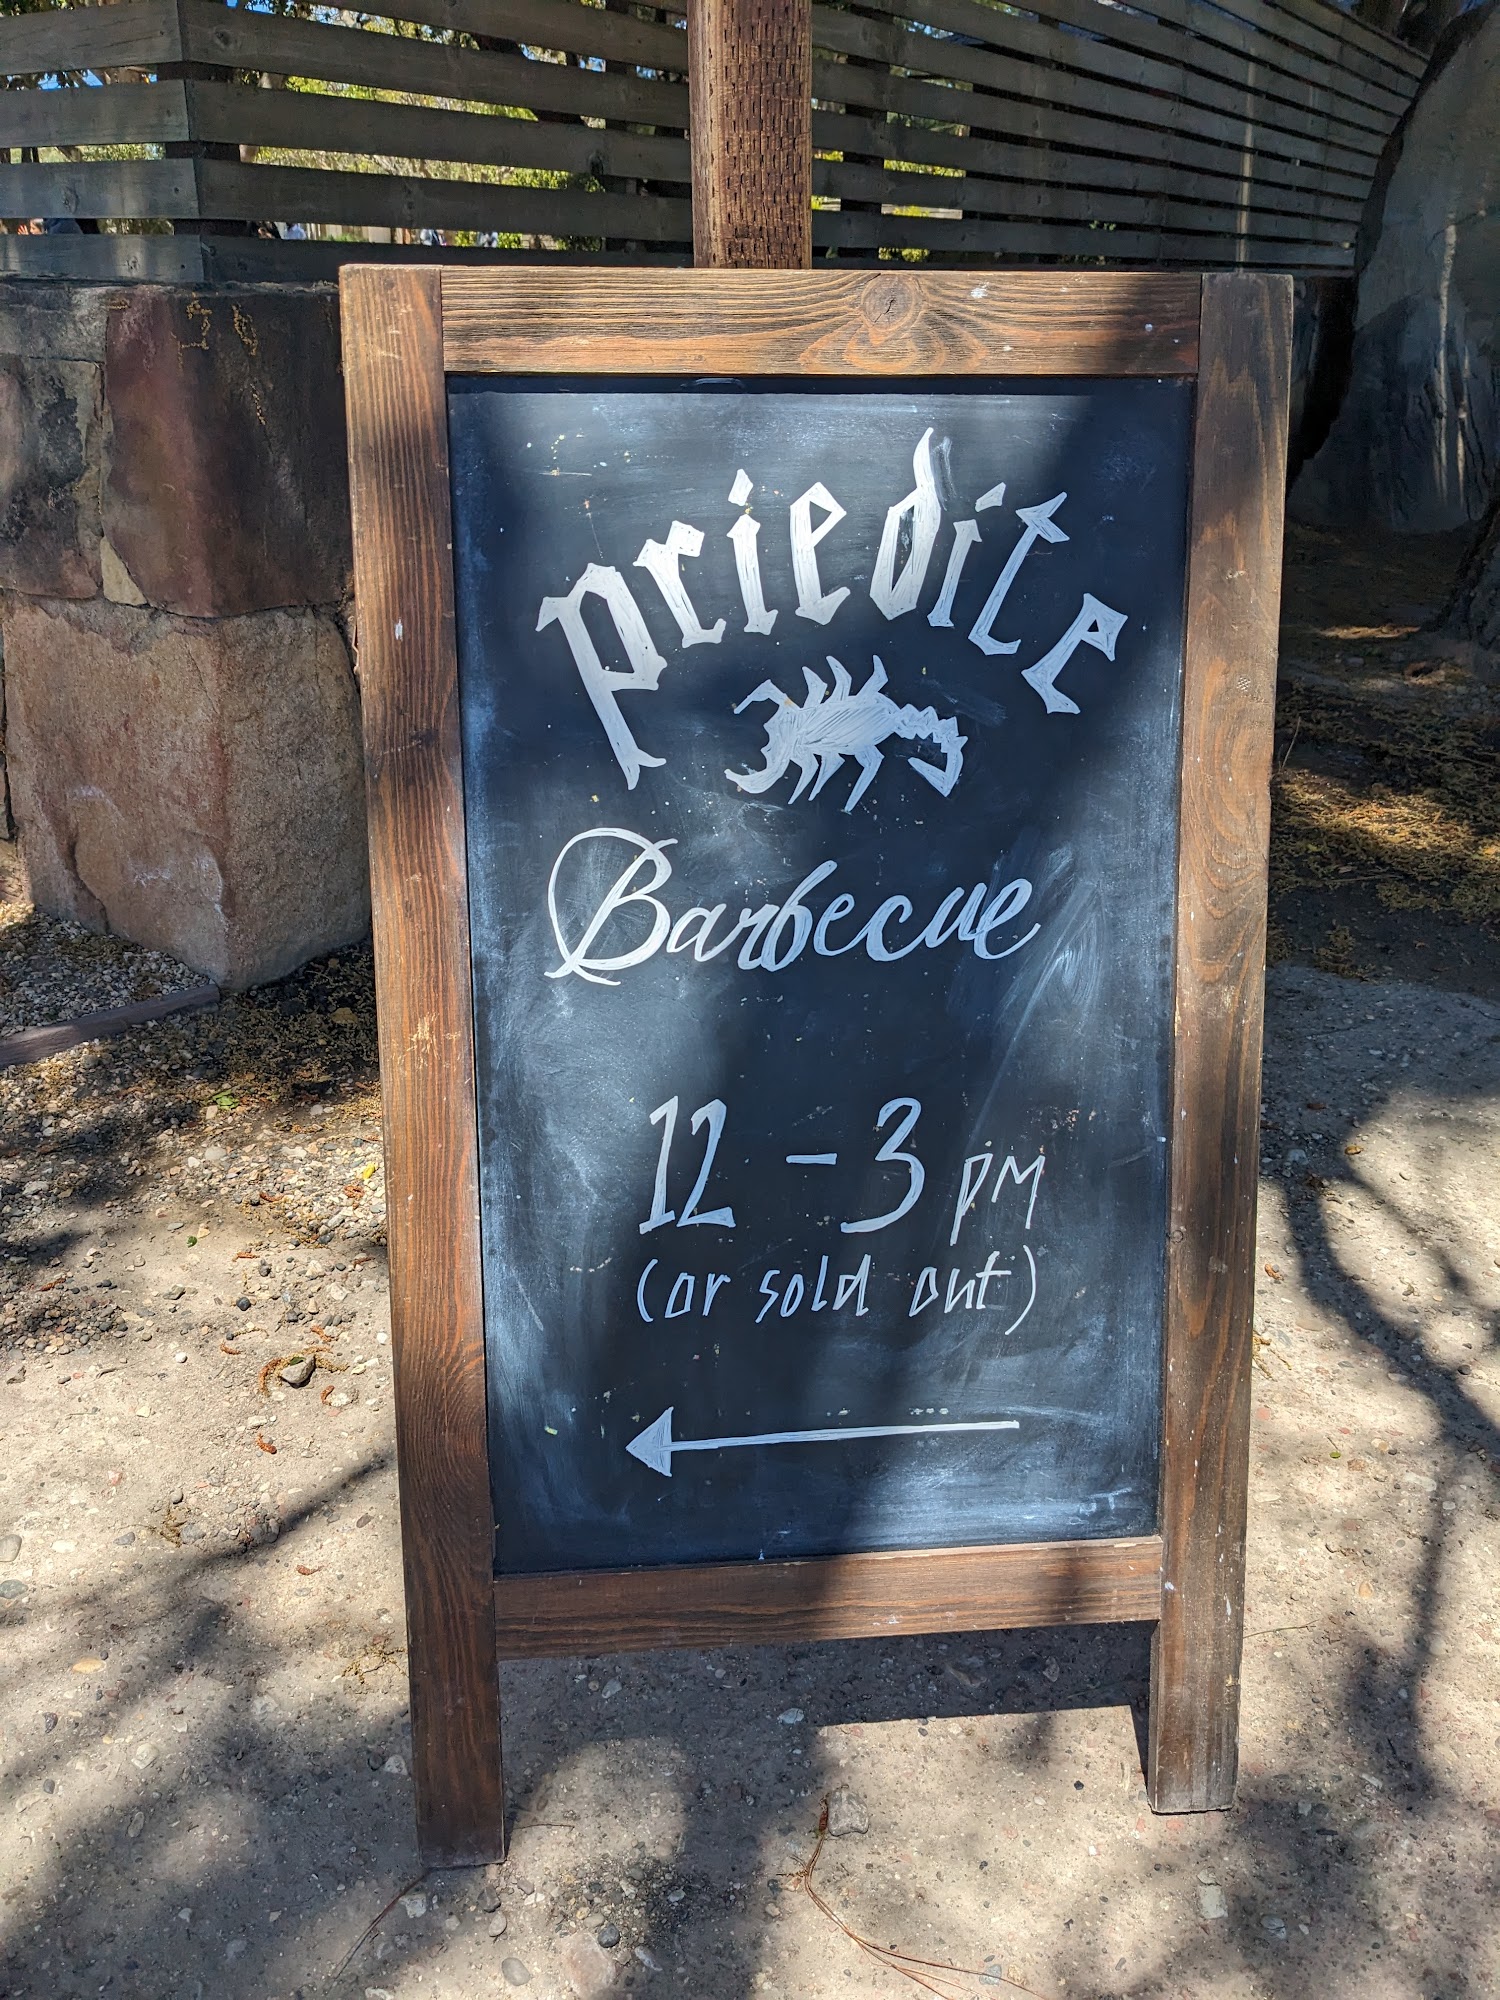 priedite
Barbecue
12 - 3 pm
(or sold out)